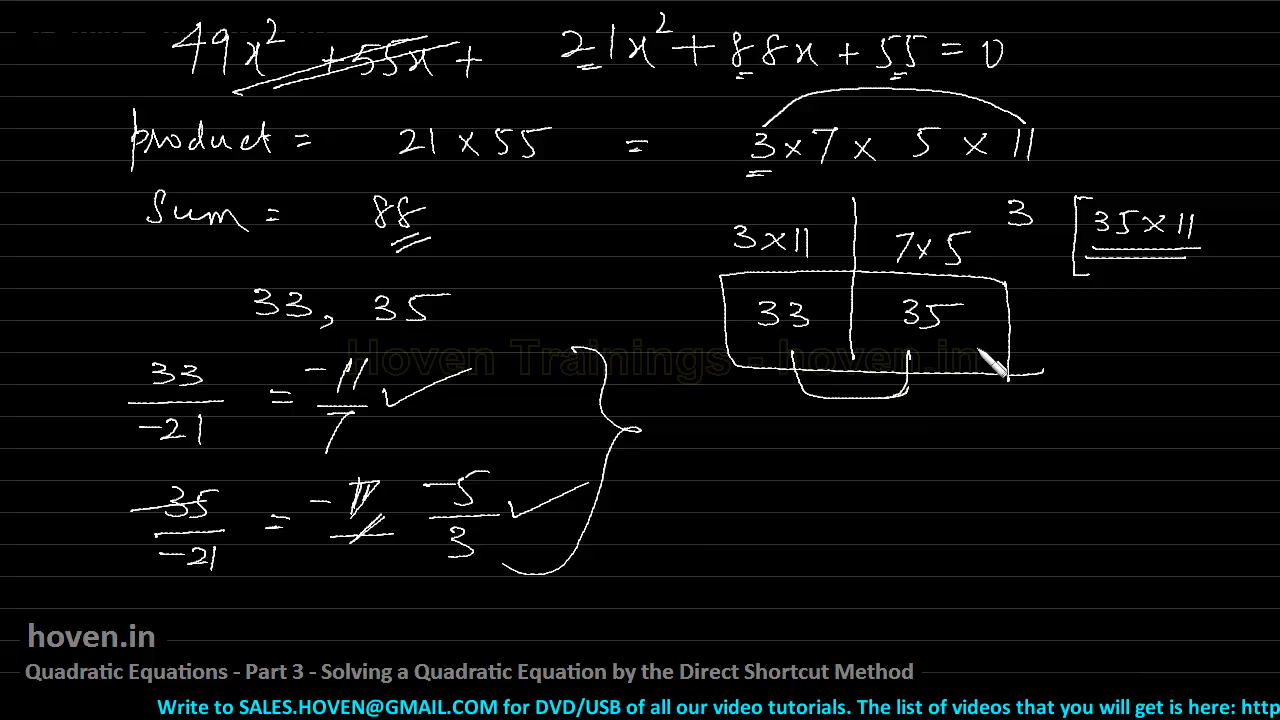 49x² +55x+ 21x² + 88x + 55 = 0
product = 21 × 55 = 3 × 7 × 5 × 11
Sum = 88
3 × 11 | 7 × 5 3 [35 × 11
33, 35
33 | 35
Hoven Trainings - hoven.in
33/-21 = -11/7
-35/-21 = -5/3
hoven.in
Quadratic Equations - Part 3 - Solving a Quadratic Equation by the Direct Shortcut Method
Write to SALES.HOVEN@GMAIL.COM for DVD/USB of all our video tutorials. The list of videos that you will get is here: http